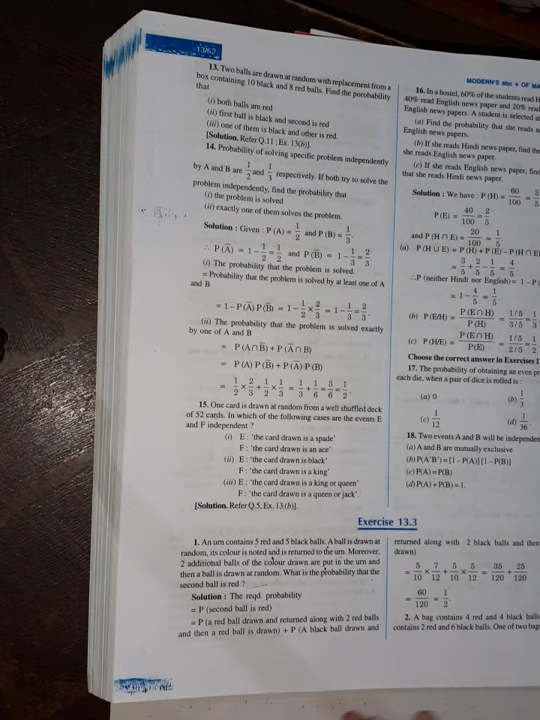 13/62
13. Two balls are drawn at random with replacement from a
box containing 10 black and 8 red balls. Find the porobability
that
(i) both balls are red
(ii) first ball is black and second is red
(iii) one of them is black and other is red.
[Solution. Refer Q.11; Ex. 13(b)].
14. Probability of solving specific problem independently
by A and B are 1/2 and 1/3 respectively. If both try to solve the
problem independently, find the probability that
(i) the problem is solved
(ii) exactly one of them solves the problem.
Solution : Given : P (A) = 1/2 and P (B) = 1/3.
∴ P(A̅) = 1 − 1/2 = 1/2 and P(B̅) = 1 − 1/3 = 2/3.
(i) The probability that the problem is solved.
= Probability that the problem is solved by at least one of A
and B
= 1 − P(A̅) P(B̅) = 1 − 1/2 × 2/3 = 1 − 1/3 = 2/3.
(ii) The probability that the problem is solved exactly
by one of A and B
= P(A∩B̅) + P(A̅∩B)
= P(A) P(B̅) + P(A̅) P(B)
= 1/2 × 2/3 + 1/2 × 1/3 = 1/3 + 1/6 = 3/6 = 1/2.
15. One card is drawn at random from a well shuffled deck
of 52 cards. In which of the following cases are the events E
and F independent ?
(i) E : 'the card drawn is a spade'
F : 'the card drawn is an ace'
(ii) E : 'the card drawn is black'
F : 'the card drawn is a king'
(iii) E : 'the card drawn is a king or queen'
F : 'the card drawn is a queen or jack'.
[Solution. Refer Q.5, Ex. 13 (b)].
MODERN'S abc + OF
16. In a hostel, 60% of the students read
40% read English news paper and 20% read
English news papers. A student is selected
(a) Find the probability that she reads
English news papers.
(b) If she reads Hindi news paper, find the
she reads English news paper.
(c) If she reads English news paper, find
that she reads Hindi news paper.
Solution : We have : P (H) = 60/100 = 3/5
P(E) = 40/100 = 2/5
and P(H ∩ E) = 20/100 = 1/5.
(a) P(H ∪ E) = P(H) + P(E) − P(H ∩ E)
= 3/5 + 2/5 − 1/5 = 4/5
∴P (neither Hindi nor English) = 1 − P
= 1 − 4/5 = 1/5.
(b) P(E/H) = P(E∩H)/P(H) = 1/5/3/5 = 1/3
(c) P(H/E) = P(E∩H)/P(E) = 1/5/2/5 = 1/2
Choose the correct answer in Exercises
17. The probability of obtaining an even
each die, when a pair of dice is rolled is :
(a) 0 (b) 1/3
(c) 1/12 (d) 1/36
18. Two events A and B will be independen
(a) A and B are mutually exclusive
(b) P(A'B') = [1 − P(A)] [1 − P(B)]
(c) P(A) = P(B)
(d) P(A) + P(B) = 1.
Exercise 13.3
1. An urn contains 5 red and 5 black balls. A ball is drawn at
random, its colour is noted and is returned to the urn. Moreover,
2 additional balls of the colour drawn are put in the urn and
then a ball is drawn at random. What is the probability that the
second ball is red ?
Solution : The reqd. probability
= P (second ball is red)
= P (a red ball drawn and returned along with 2 red balls
and then a red ball is drawn) + P (A black ball drawn and
returned along with 2 black balls and then
drawn)
= 5/10 × 7/12 + 5/10 × 5/12 = 35/120 + 25/120
= 60/120 = 1/2.
2. A bag contains 4 red and 4 black balls
contains 2 red and 6 black balls. One of two bag